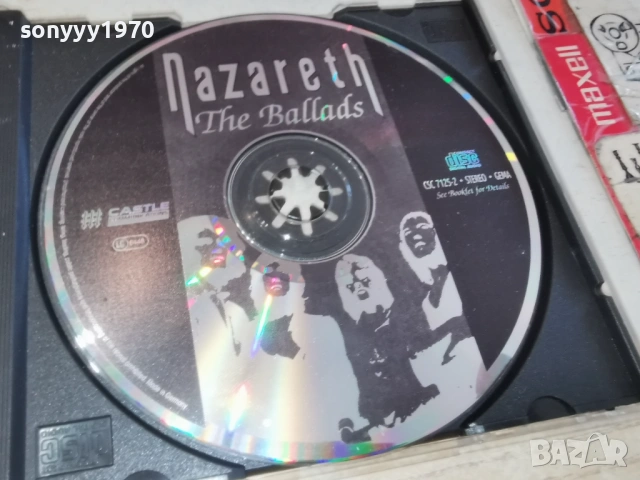 sonyyy1970
Nazareth
The Ballads
CASTLE
CSC 7125-2 • STEREO • GEMA
See Booklet for Details
maxell
BAZAR